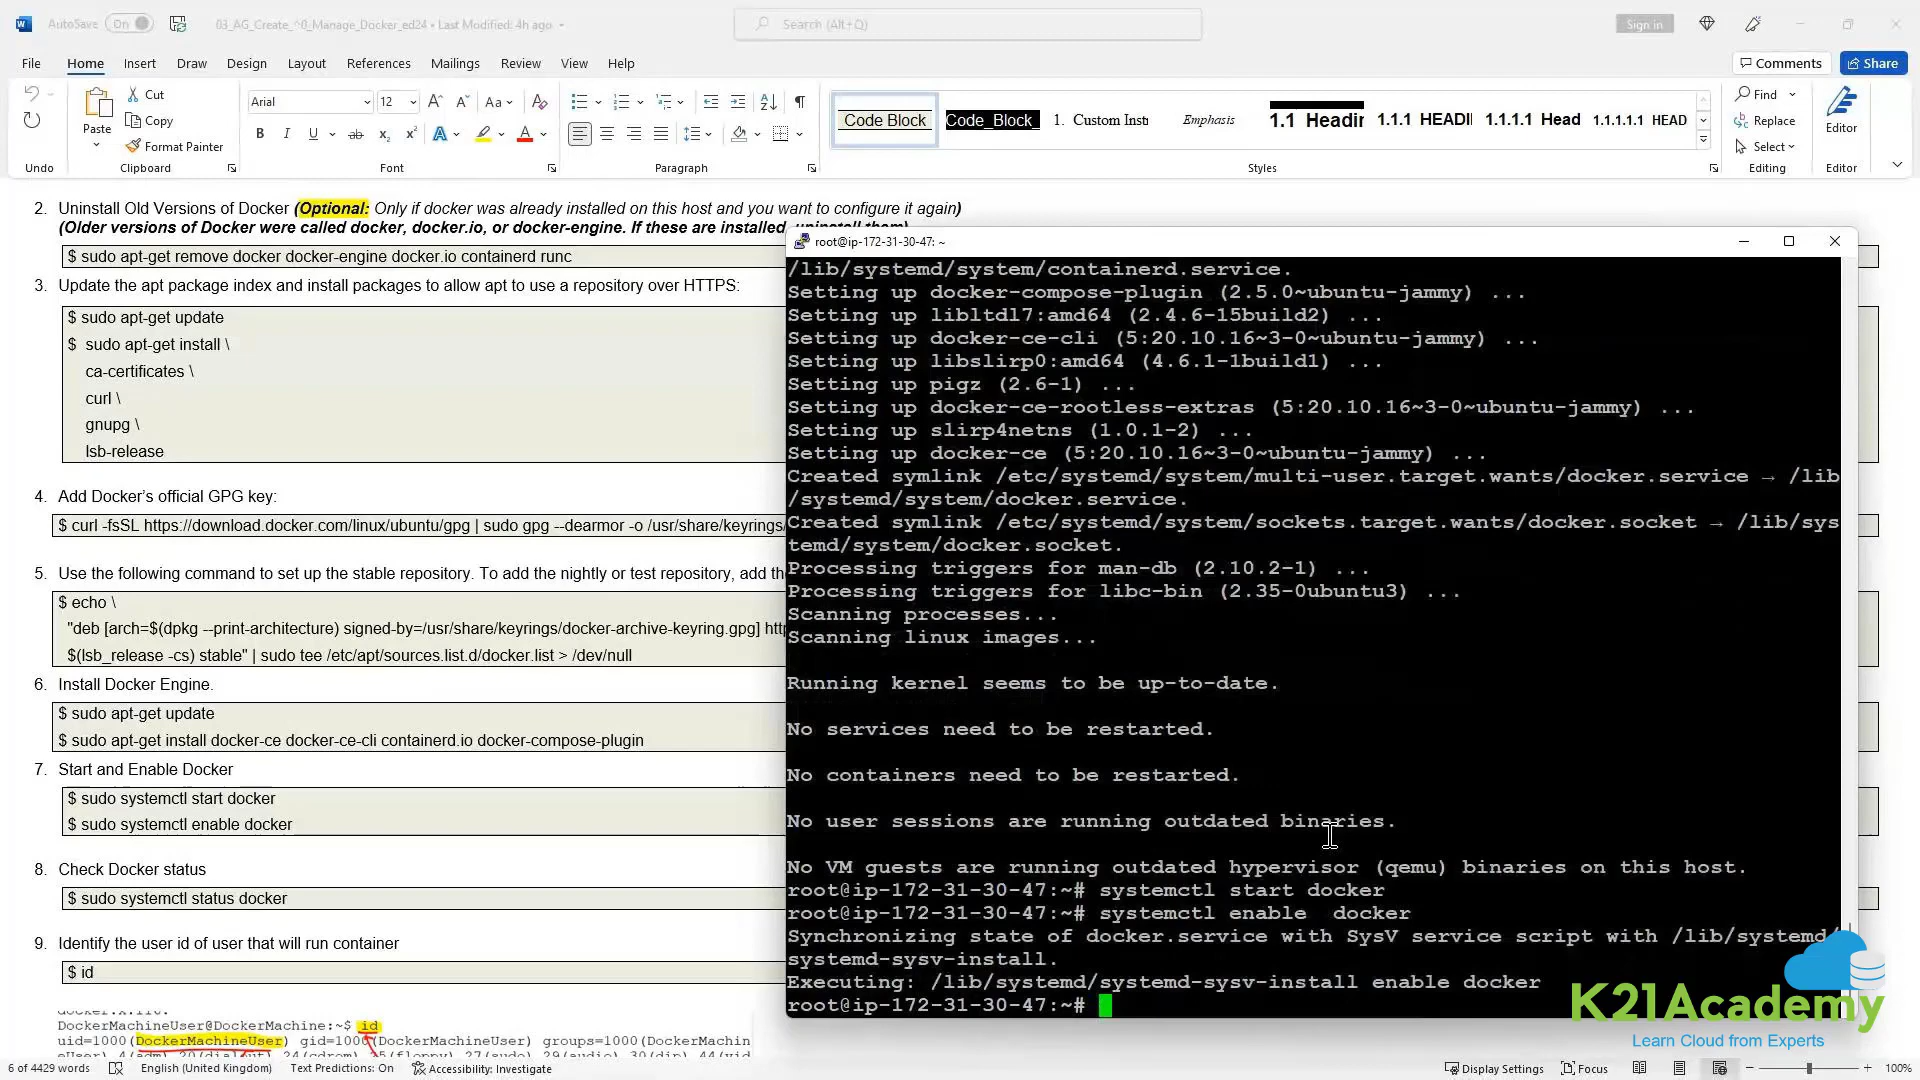 AutoSave On 03_AG_Create_^0_Manage_Docker_ed24 • Last Modified: 4h ago Search (Alt+Q) Sign in
File Home Insert Draw Design Layout References Mailings Review View Help Comments Share
Paste Cut Copy Format Painter
Arial 12
Code Block Code_Block_ 1. Custom Inst Emphasis 1.1 Headin 1.1.1 HEADII 1.1.1.1 Head 1.1.1.1.1 HEAD
Find Replace Select Editor
Undo Clipboard Font Paragraph Styles Editing Editor
2. Uninstall Old Versions of Docker (Optional: Only if docker was already installed on this host and you want to configure it again)
(Older versions of Docker were called docker, docker.io, or docker-engine. If these are installed, uninstall them)
$ sudo apt-get remove docker docker-engine docker.io containerd runc
3. Update the apt package index and install packages to allow apt to use a repository over HTTPS:
$ sudo apt-get update
$ sudo apt-get install \
ca-certificates \
curl \
gnupg \
lsb-release
4. Add Docker’s official GPG key:
$ curl -fsSL https://download.docker.com/linux/ubuntu/gpg | sudo gpg --dearmor -o /usr/share/keyrings/
5. Use the following command to set up the stable repository. To add the nightly or test repository, add th
$ echo \
"deb [arch=$(dpkg --print-architecture) signed-by=/usr/share/keyrings/docker-archive-keyring.gpg] http
$(lsb_release -cs) stable" | sudo tee /etc/apt/sources.list.d/docker.list > /dev/null
6. Install Docker Engine.
$ sudo apt-get update
$ sudo apt-get install docker-ce docker-ce-cli containerd.io docker-compose-plugin
7. Start and Enable Docker
$ sudo systemctl start docker
$ sudo systemctl enable docker
8. Check Docker status
$ sudo systemctl status docker
9. Identify the user id of user that will run container
$ id
DockerMachineUser@DockerMachine:~$ id
uid=1000(DockerMachineUser) gid=1000(DockerMachineUser) groups=1000(DockerMachin
root@ip-172-31-30-47: ~
/lib/systemd/system/containerd.service.
Setting up docker-compose-plugin (2.5.0~ubuntu-jammy) ...
Setting up libltdl7:amd64 (2.4.6-15build2) ...
Setting up docker-ce-cli (5:20.10.16~3-0~ubuntu-jammy) ...
Setting up libslirp0:amd64 (4.6.1-1build1) ...
Setting up pigz (2.6-1) ...
Setting up docker-ce-rootless-extras (5:20.10.16~3-0~ubuntu-jammy) ...
Setting up slirp4netns (1.0.1-2) ...
Setting up docker-ce (5:20.10.16~3-0~ubuntu-jammy) ...
Created symlink /etc/systemd/system/multi-user.target.wants/docker.service → /lib
/systemd/system/docker.service.
Created symlink /etc/systemd/system/sockets.target.wants/docker.socket → /lib/sys
temd/system/docker.socket.
Processing triggers for man-db (2.10.2-1) ...
Processing triggers for libc-bin (2.35-0ubuntu3) ...
Scanning processes...
Scanning linux images...
Running kernel seems to be up-to-date.
No services need to be restarted.
No containers need to be restarted.
No user sessions are running outdated binaries.
No VM guests are running outdated hypervisor (qemu) binaries on this host.
root@ip-172-31-30-47:~# systemctl start docker
root@ip-172-31-30-47:~# systemctl enable  docker
Synchronizing state of docker.service with SysV service script with /lib/systemd/
systemd-sysv-install.
Executing: /lib/systemd/systemd-sysv-install enable docker
root@ip-172-31-30-47:~#
K21Academy
Learn Cloud from Experts
6 of 4429 words English (United Kingdom) Text Predictions: On Accessibility: Investigate Display Settings Focus 100%